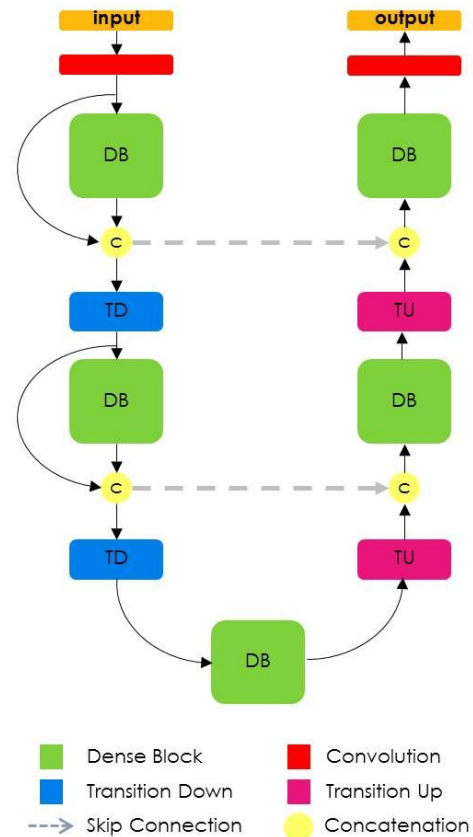 input output
DB DB
C C
TD TU
DB DB
C C
TD TU
DB
Dense Block Convolution
Transition Down Transition Up
Skip Connection Concatenation